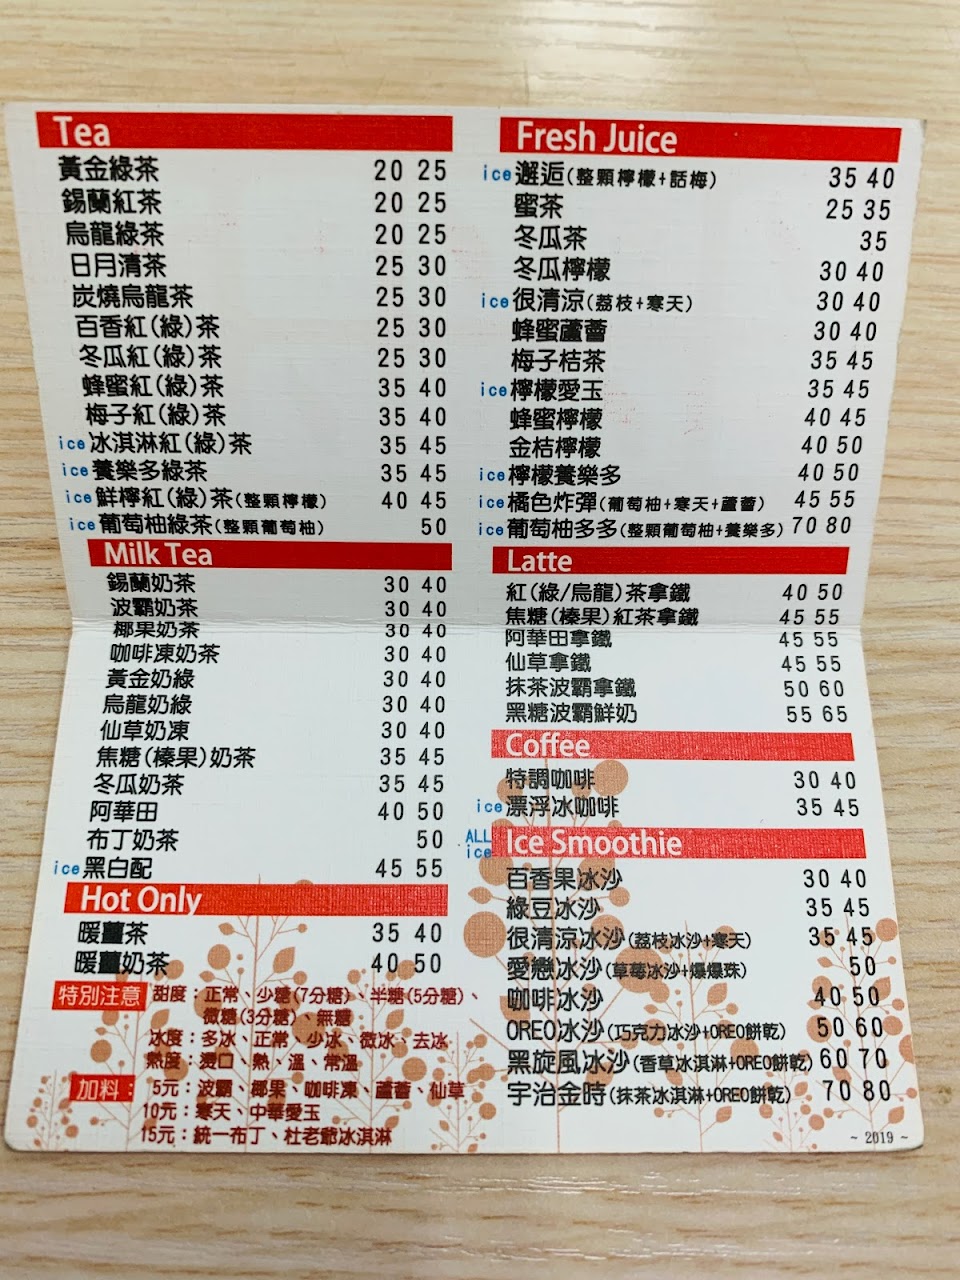 Tea
黃金綠茶 20 25
錫蘭紅茶 20 25
烏龍綠茶 20 25
日月清茶 25 30
炭燒烏龍茶 25 30
百香紅(綠)茶 25 30
冬瓜紅(綠)茶 25 30
蜂蜜紅(綠)茶 35 40
梅子紅(綠)茶 35 40
ice 冰淇淋紅(綠)茶 35 45
ice 養樂多綠茶 35 45
ice 鮮檸紅(綠)茶(整顆檸檬) 40 45
ice 葡萄柚綠茶(整顆葡萄柚) 50
Milk Tea
錫蘭奶茶 30 40
波霸奶茶 30 40
椰果奶茶 30 40
咖啡凍奶茶 30 40
黃金奶綠 30 40
烏龍奶綠 30 40
仙草奶凍 30 40
焦糖(榛果)奶茶 35 45
冬瓜奶茶 35 45
阿華田 40 50
布丁奶茶 50
ice 黑白配 45 55
Hot Only
暖薑茶 35 40
暖薑奶茶 40 50
特別注意 甜度：正常、少糖(7分糖)、半糖(5分糖)、
微糖(3分糖)、無糖
冰度：多冰、正常、少冰、微冰、去冰
熱度：燙口、熱、溫、常溫
加料： 5元：波霸、椰果、咖啡凍、蘆薈、仙草
10元：寒天、中華愛玉
15元：統一布丁、杜老爺冰淇淋
Fresh Juice
ice 邂逅(整顆檸檬+話梅) 35 40
蜜茶 25 35
冬瓜茶 35
冬瓜檸檬 30 40
ice 很清涼(荔枝+寒天) 30 40
蜂蜜蘆薈 30 40
梅子桔茶 35 45
ice 檸檬愛玉 35 45
蜂蜜檸檬 40 45
金桔檸檬 40 50
ice 檸檬養樂多 40 50
ice 橘色炸彈(葡萄柚+寒天+蘆薈) 45 55
ice 葡萄柚多多(整顆葡萄柚+養樂多) 70 80
Latte
紅(綠/烏龍)茶拿鐵 40 50
焦糖(榛果)紅茶拿鐵 45 55
阿華田拿鐵 45 55
仙草拿鐵 45 55
抹茶波霸拿鐵 50 60
黑糖波霸鮮奶 55 65
Coffee
特調咖啡 30 40
ice 漂浮冰咖啡 35 45
ALL ice Ice Smoothie
百香果冰沙 30 40
綠豆冰沙 35 45
很清涼冰沙(荔枝冰沙+寒天) 35 45
愛戀冰沙(草莓冰沙+爆爆珠) 50
咖啡冰沙 40 50
OREO冰沙(巧克力冰沙+OREO餅乾) 50 60
黑旋風冰沙(香草冰淇淋+OREO餅乾) 60 70
宇治金時(抹茶冰淇淋+OREO餅乾) 70 80
~ 2019 ~